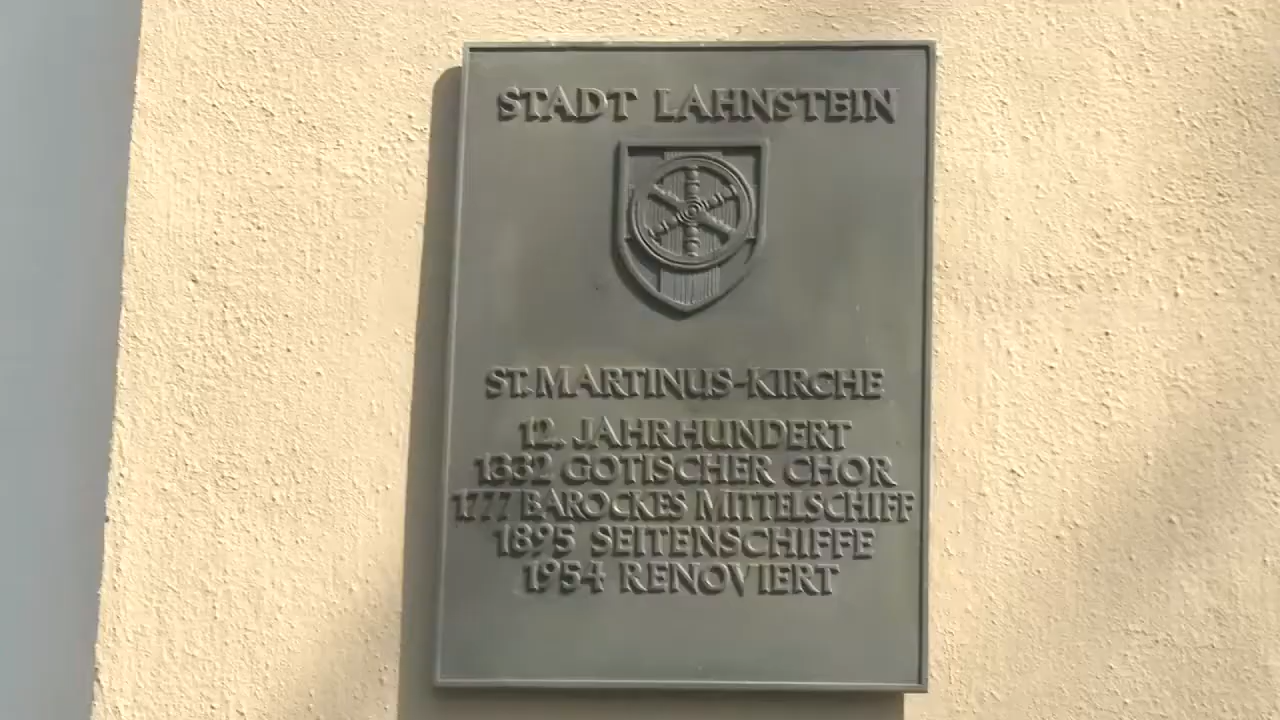 STADT LAHNSTEIN
ST. MARTINUS-KIRCHE
12. JAHRHUNDERT
1332 GOTISCHER CHOR
1777 BAROCKES MITTELSCHIFF
1895 SEITENSCHIFFE
1954 RENOVIERT